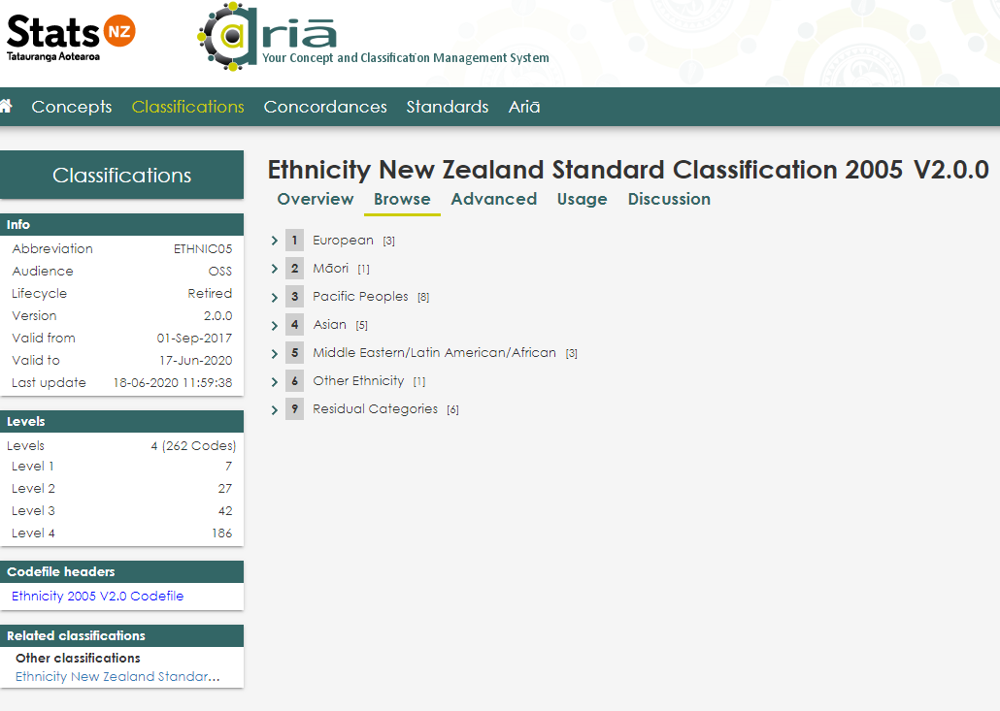 Stats NZ
Tatauranga Aotearoa
ariā
Your Concept and Classification Management System
Concepts Classifications Concordances Standards Ariā
Classifications
Info
Abbreviation ETHNIC05
Audience OSS
Lifecycle Retired
Version 2.0.0
Valid from 01-Sep-2017
Valid to 17-Jun-2020
Last update 18-06-2020 11:59:38
Levels
Levels 4 (262 Codes)
Level 1 7
Level 2 27
Level 3 42
Level 4 186
Codefile headers
Ethnicity 2005 V2.0 Codefile
Related classifications
Other classifications
Ethnicity New Zealand Standar...
Ethnicity New Zealand Standard Classification 2005 V2.0.0
Overview Browse Advanced Usage Discussion
1 European [3]
2 Māori [1]
3 Pacific Peoples [8]
4 Asian [5]
5 Middle Eastern/Latin American/African [3]
6 Other Ethnicity [1]
9 Residual Categories [6]